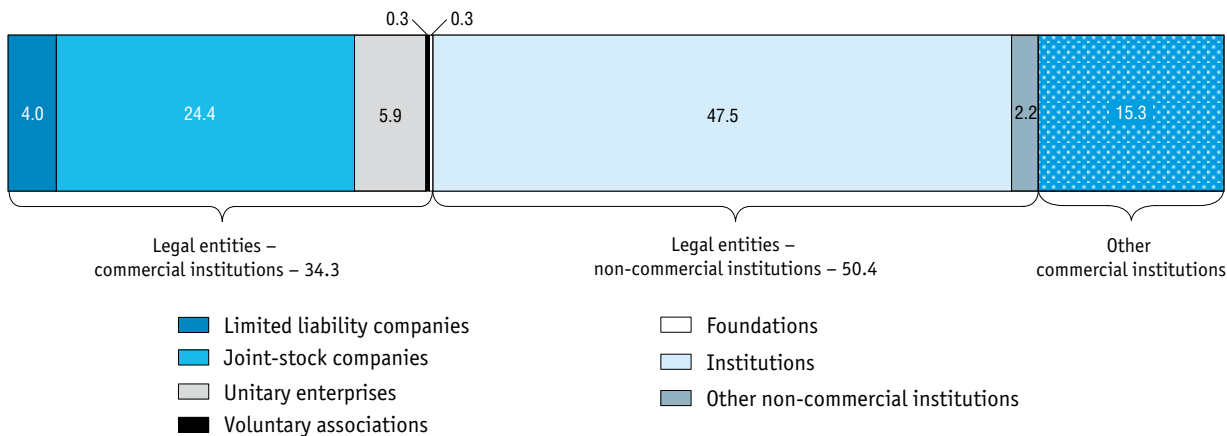 0.3 0.3
4.0 24.4 5.9 47.5 2.2 15.3
Legal entities –
commercial institutions – 34.3
Legal entities –
non-commercial institutions – 50.4
Other
commercial institutions
Limited liability companies
Joint-stock companies
Unitary enterprises
Voluntary associations
Foundations
Institutions
Other non-commercial institutions